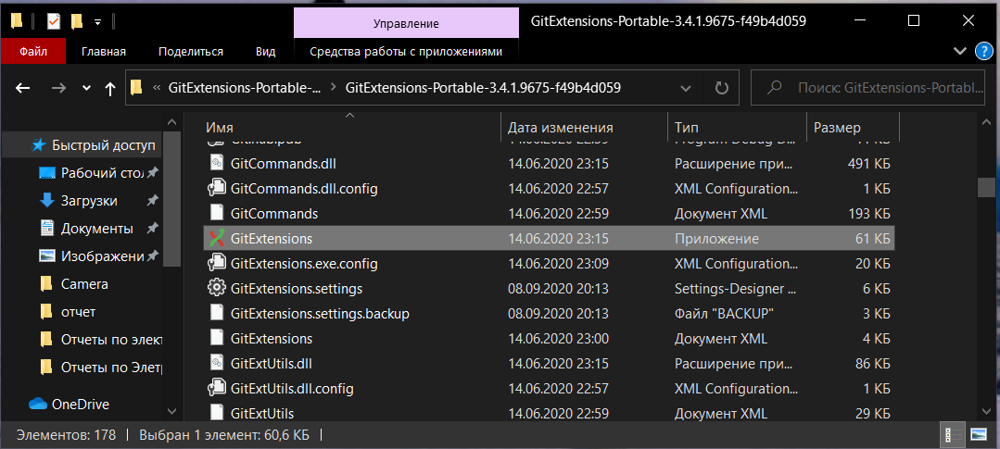 Управление
GitExtensions-Portable-3.4.1.9675-f49b4d059
Файл Главная Поделиться Вид Средства работы с приложениями
« GitExtensions-Portable-... > GitExtensions-Portable-3.4.1.9675-f49b4d059
Поиск: GitExtensions-Portabl...
Быстрый доступ
Рабочий стол
Загрузки
Документы
Изображени
Camera
отчет
Отчеты по элект
Отчеты по Элетр
OneDrive
Имя Дата изменения Тип Размер
GitCommands.dll 14.06.2020 23:15 Расширение при... 491 КБ
GitCommands.dll.config 14.06.2020 22:57 XML Configuration... 1 КБ
GitCommands 14.06.2020 22:59 Документ XML 193 КБ
GitExtensions 14.06.2020 23:15 Приложение 61 КБ
GitExtensions.exe.config 14.06.2020 23:09 XML Configuration... 20 КБ
GitExtensions.settings 08.09.2020 20:13 Settings-Designer ... 6 КБ
GitExtensions.settings.backup 08.09.2020 20:13 Файл "BACKUP" 3 КБ
GitExtensions 14.06.2020 23:00 Документ XML 4 КБ
GitExtUtils.dll 14.06.2020 23:15 Расширение при... 86 КБ
GitExtUtils.dll.config 14.06.2020 22:57 XML Configuration... 1 КБ
GitExtUtils 14.06.2020 22:59 Документ XML 29 КБ
Элементов: 178 Выбран 1 элемент: 60,6 КБ